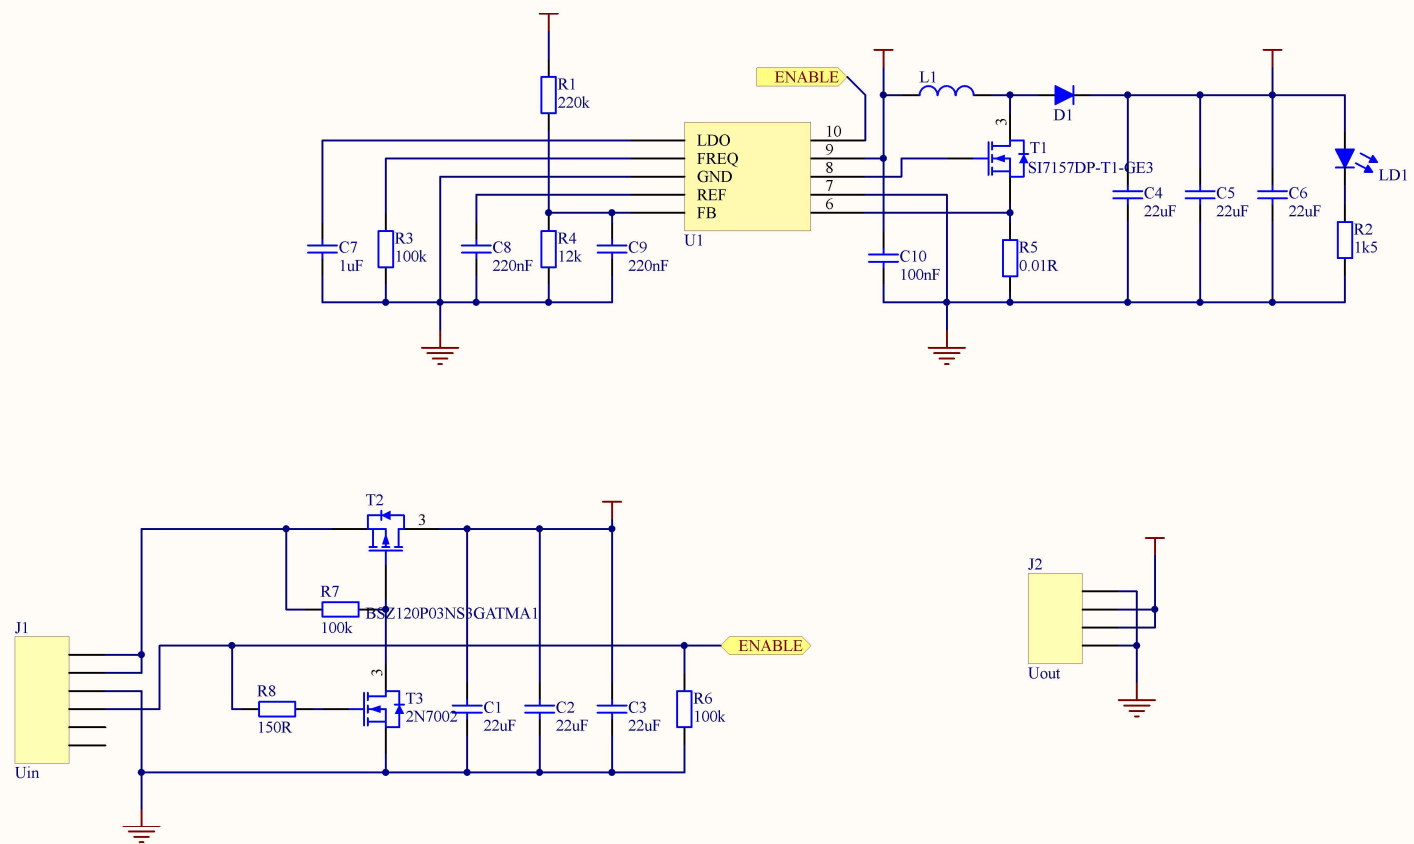 R1
220k
ENABLE
L1
D1
3
T1
SI7157DP-T1-GE3
LD1
LDO
FREQ
GND
REF
FB
10
9
8
7
6
U1
C7
1uF
R3
100k
C8
220nF
R4
12k
C9
220nF
C10
100nF
R5
0.01R
C4
22uF
C5
22uF
C6
22uF
R2
1k5
T2
3
R7
100k
BSZ120P03NS3GATMA1
J1
Uin
ENABLE
R8
150R
3
T3
2N7002
C1
22uF
C2
22uF
C3
22uF
R6
100k
J2
Uout